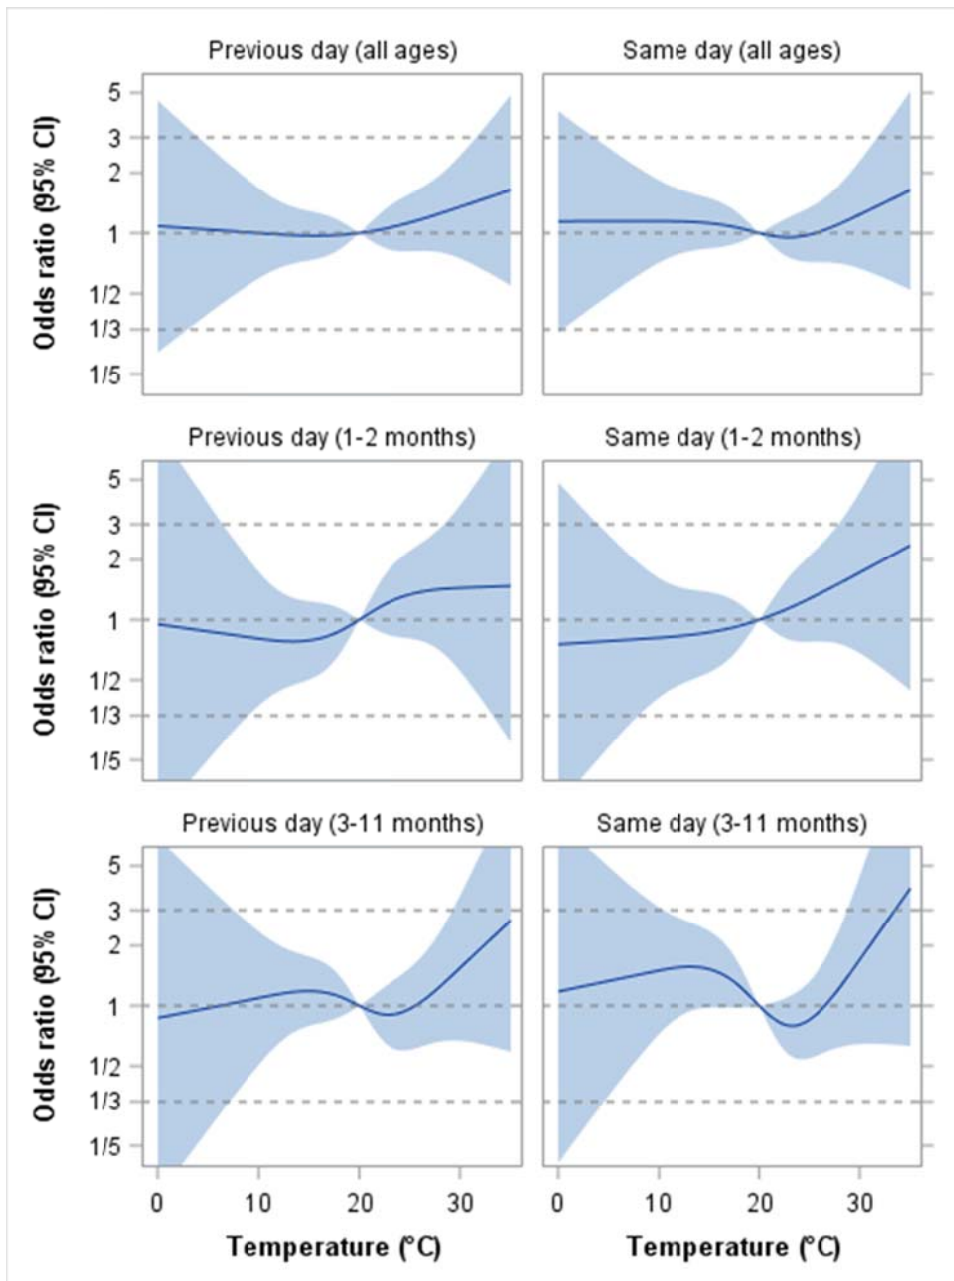 Previous day (all ages)
Same day (all ages)
Odds ratio (95% CI)
5
3
2
1
1/2
1/3
1/5
Previous day (1-2 months)
Same day (1-2 months)
Odds ratio (95% CI)
5
3
2
1
1/2
1/3
1/5
Previous day (3-11 months)
Same day (3-11 months)
Odds ratio (95% CI)
5
3
2
1
1/2
1/3
1/5
0 10 20 30
0 10 20 30
Temperature (°C)
Temperature (°C)